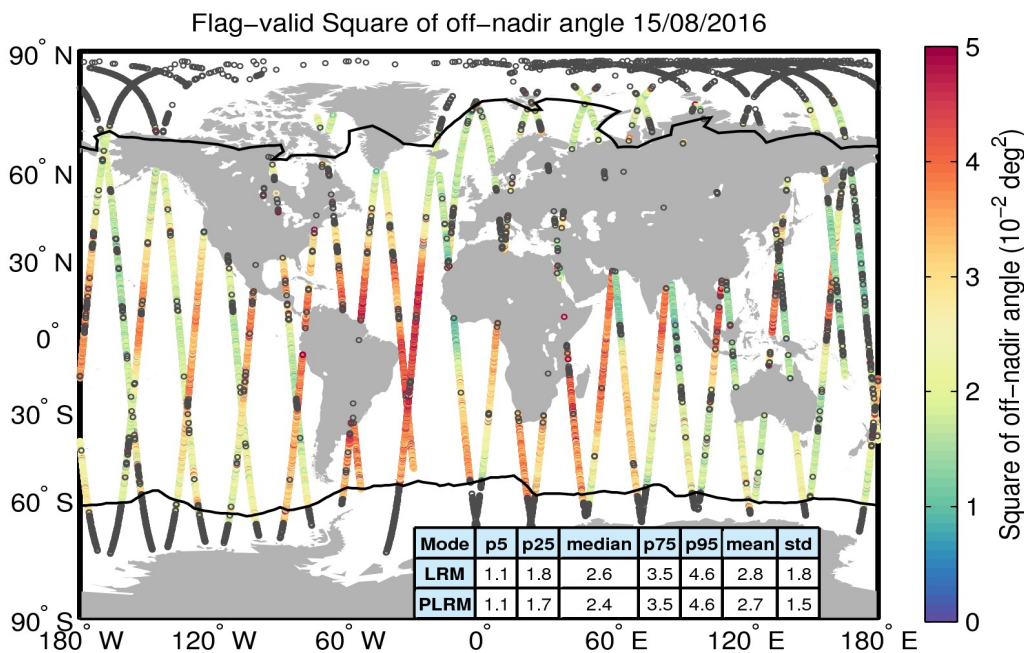 Flag−valid Square of off−nadir angle 15/08/2016
90° N
60° N
30° N
0°
30° S
60° S
90° S
180° W
120° W
60° W
0°
60° E
120° E
180° E
Mode p5 p25 median p75 p95 mean std
LRM 1.1 1.8 2.6 3.5 4.6 2.8 1.8
PLRM 1.1 1.7 2.4 3.5 4.6 2.7 1.5
5
4
3
2
1
0
Square of off−nadir angle (10⁻² deg²)